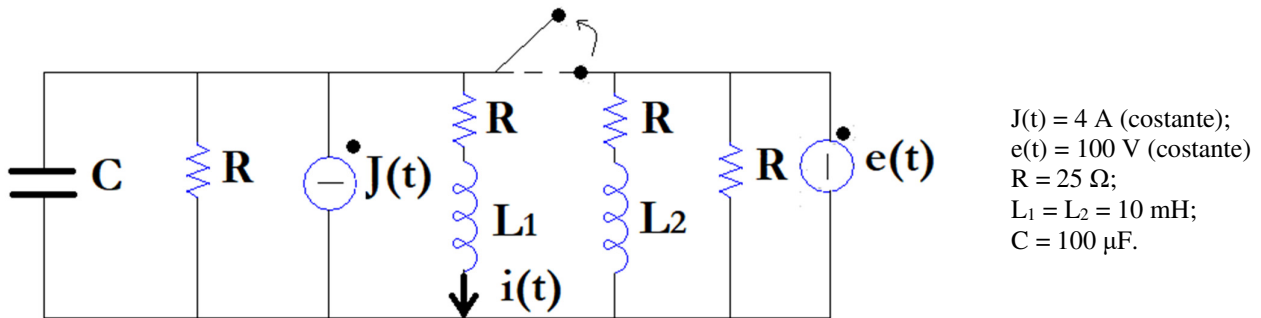 C
R
J(t)
R
L₁
i(t)
R
L₂
R
e(t)
J(t) = 4 A (costante);
e(t) = 100 V (costante)
R = 25 Ω;
L₁ = L₂ = 10 mH;
C = 100 μF.